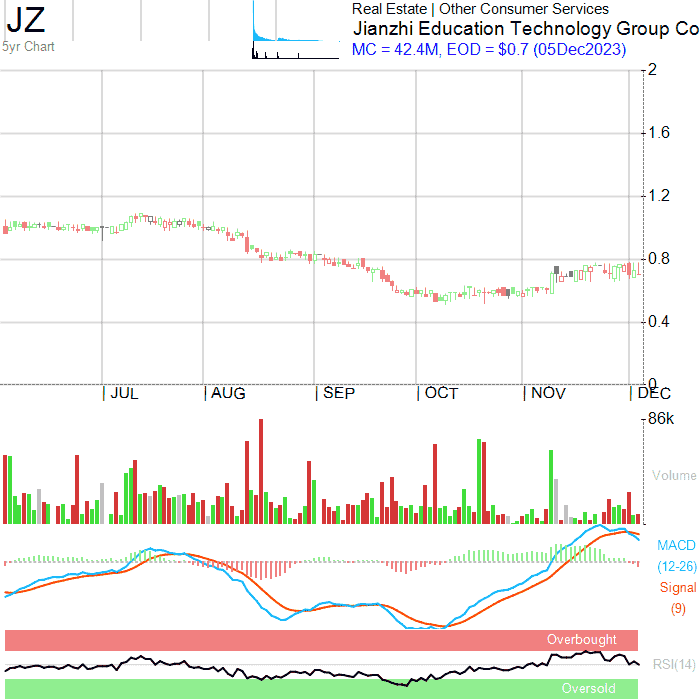 JZ
5yr Chart
Real Estate | Other Consumer Services
Jianzhi Education Technology Group Co
MC = 42.4M, EOD = $0.7 (05Dec2023)
2
1.6
1.2
0.8
0.4
0
| JUL | AUG | SEP | OCT | NOV | DEC
86k
Volume
MACD
(12-26)
Signal
(9)
Overbought
RSI(14)
Oversold